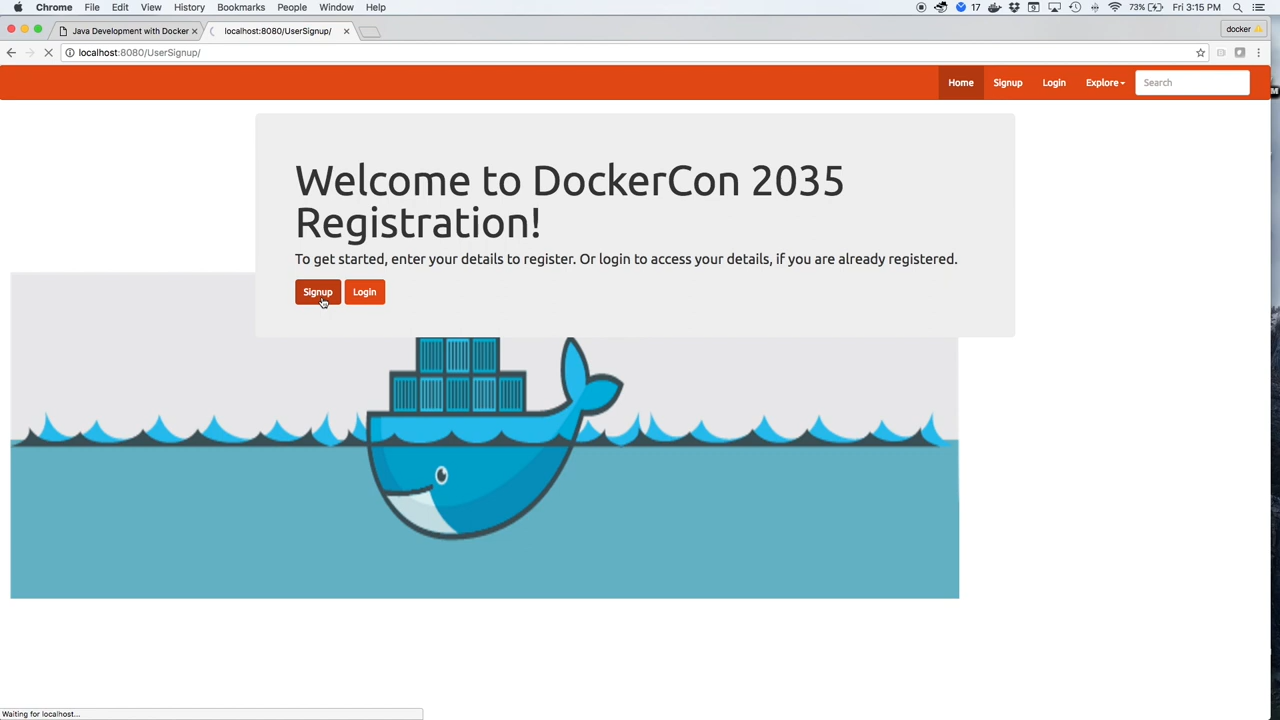 Chrome File Edit View History Bookmarks People Window Help 17 73% Fri 3:15 PM
Java Development with Docker localhost:8080/UserSignup/ docker
localhost:8080/UserSignup/
Home Signup Login Explore Search
Welcome to DockerCon 2035
Registration!
To get started, enter your details to register. Or login to access your details, if you are already registered.
Signup Login
Waiting for localhost...